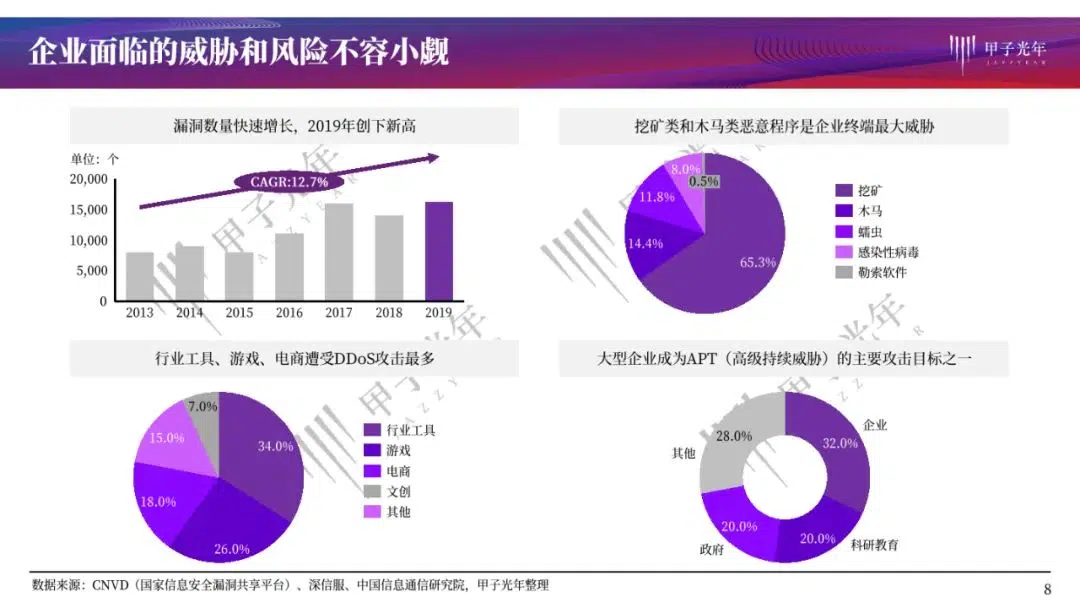 企业面临的威胁和风险不容小觑
甲子光年
JAZZYEAR
漏洞数量快速增长，2019年创下新高
单位：个
20,000
15,000
10,000
5,000
0
CAGR:12.7%
2013 2014 2015 2016 2017 2018 2019
挖矿类和木马类恶意程序是企业终端最大威胁
8.0%
0.5%
11.8%
14.4%
65.3%
挖矿
木马
蠕虫
感染性病毒
勒索软件
行业工具、游戏、电商遭受DDoS攻击最多
7.0%
15.0%
34.0%
18.0%
26.0%
行业工具
游戏
电商
文创
其他
大型企业成为APT（高级持续威胁）的主要攻击目标之一
企业
28.0%
32.0%
其他
20.0%
20.0%
政府
科研教育
甲子光年
JAZZYEAR
甲子光年
JAZZYEAR
数据来源：CNVD（国家信息安全漏洞共享平台）、深信服、中国信息通信研究院，甲子光年整理
8